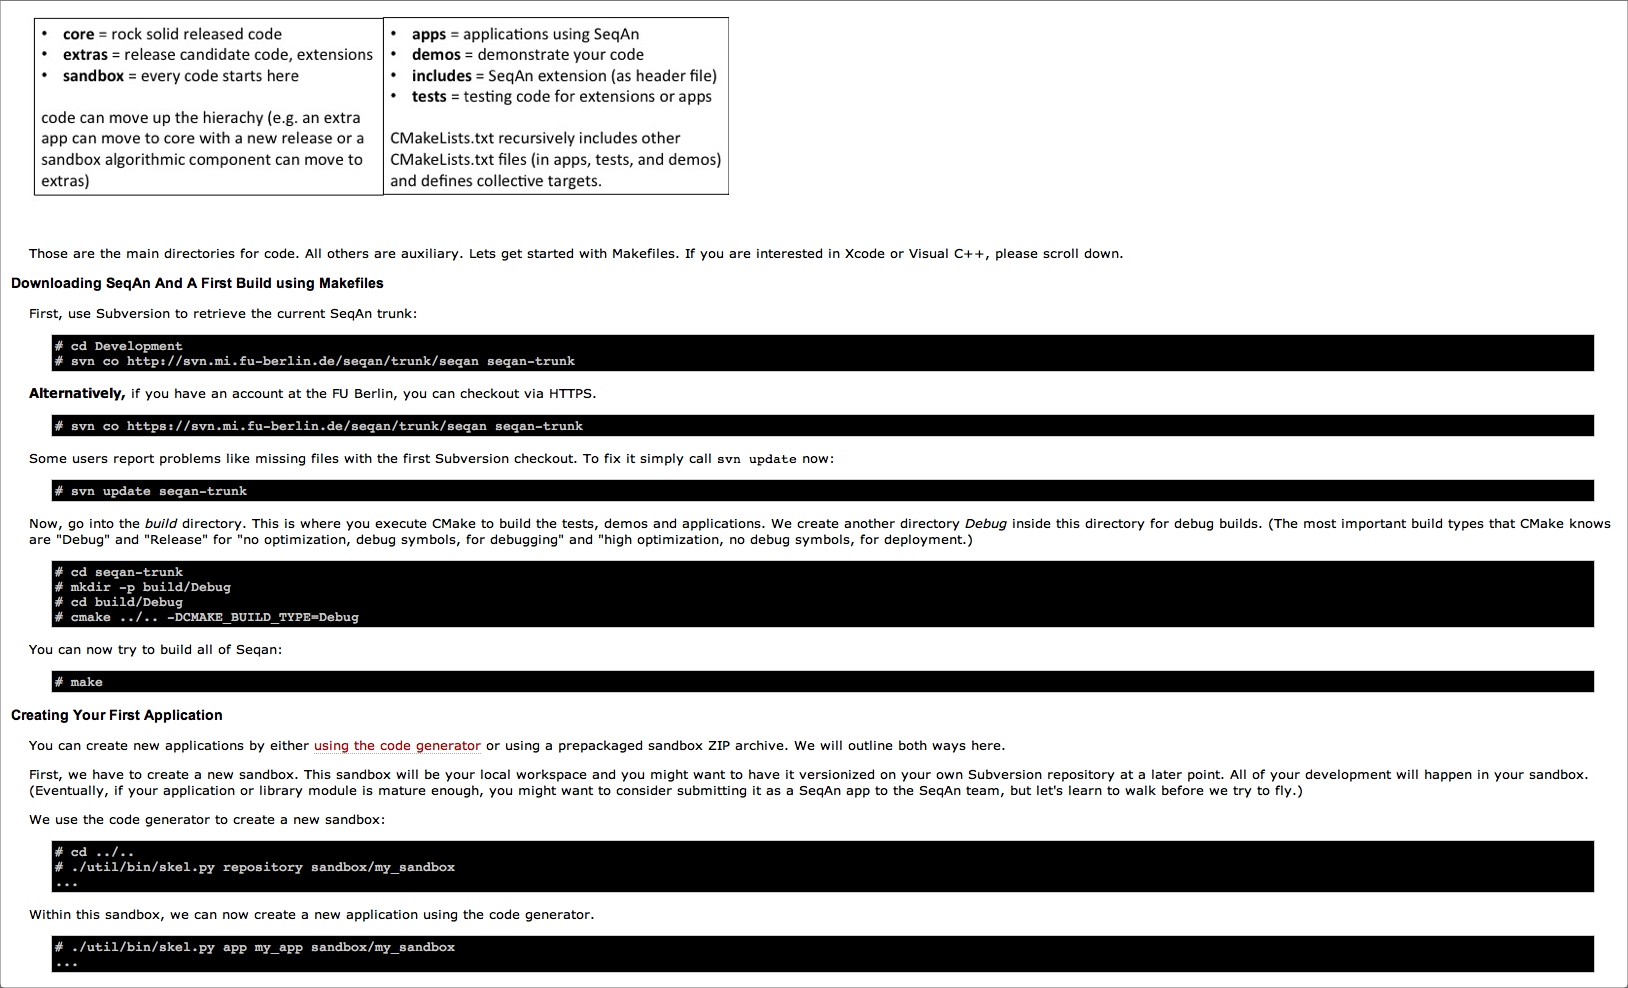 • core = rock solid released code
• extras = release candidate code, extensions
• sandbox = every code starts here
code can move up the hierachy (e.g. an extra
app can move to core with a new release or a
sandbox algorithmic component can move to
extras)
• apps = applications using SeqAn
• demos = demonstrate your code
• includes = SeqAn extension (as header file)
• tests = testing code for extensions or apps
CMakeLists.txt recursively includes other
CMakeLists.txt files (in apps, tests, and demos)
and defines collective targets.
Those are the main directories for code. All others are auxiliary. Lets get started with Makefiles. If you are interested in Xcode or Visual C++, please scroll down.
Downloading SeqAn And A First Build using Makefiles
First, use Subversion to retrieve the current SeqAn trunk:
# cd Development
# svn co http://svn.mi.fu-berlin.de/seqan/trunk/seqan seqan-trunk
Alternatively, if you have an account at the FU Berlin, you can checkout via HTTPS.
# svn co https://svn.mi.fu-berlin.de/seqan/trunk/seqan seqan-trunk
Some users report problems like missing files with the first Subversion checkout. To fix it simply call svn update now:
# svn update seqan-trunk
Now, go into the build directory. This is where you execute CMake to build the tests, demos and applications. We create another directory Debug inside this directory for debug builds. (The most important build types that CMake knows
are "Debug" and "Release" for "no optimization, debug symbols, for debugging" and "high optimization, no debug symbols, for deployment.)
# cd seqan-trunk
# mkdir -p build/Debug
# cd build/Debug
# cmake ../.. -DCMAKE_BUILD_TYPE=Debug
You can now try to build all of Seqan:
# make
Creating Your First Application
You can create new applications by either using the code generator or using a prepackaged sandbox ZIP archive. We will outline both ways here.
First, we have to create a new sandbox. This sandbox will be your local workspace and you might want to have it versionized on your own Subversion repository at a later point. All of your development will happen in your sandbox.
(Eventually, if your application or library module is mature enough, you might want to consider submitting it as a SeqAn app to the SeqAn team, but let's learn to walk before we try to fly.)
We use the code generator to create a new sandbox:
# cd ../..
# ./util/bin/skel.py repository sandbox/my_sandbox
...
Within this sandbox, we can now create a new application using the code generator.
# ./util/bin/skel.py app my_app sandbox/my_sandbox
...